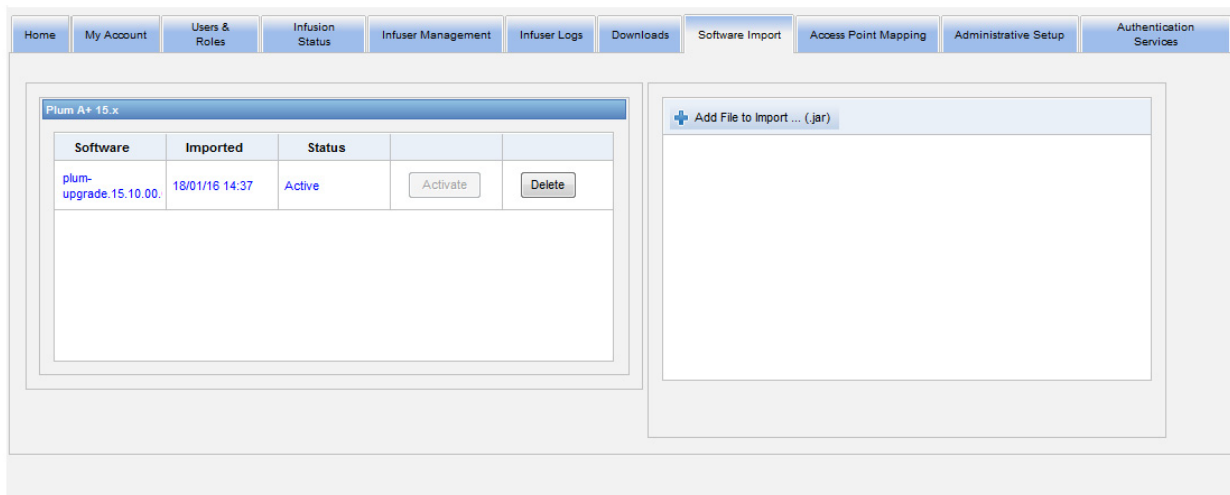 Home
My Account
Users &
Roles
Infusion
Status
Infuser Management
Infuser Logs
Downloads
Software Import
Access Point Mapping
Administrative Setup
Authentication
Services
Plum A+ 15.x
Software Imported Status
plum-
upgrade.15.10.00. 18/01/16 14:37 Active Activate Delete
Add File to Import ... (.jar)